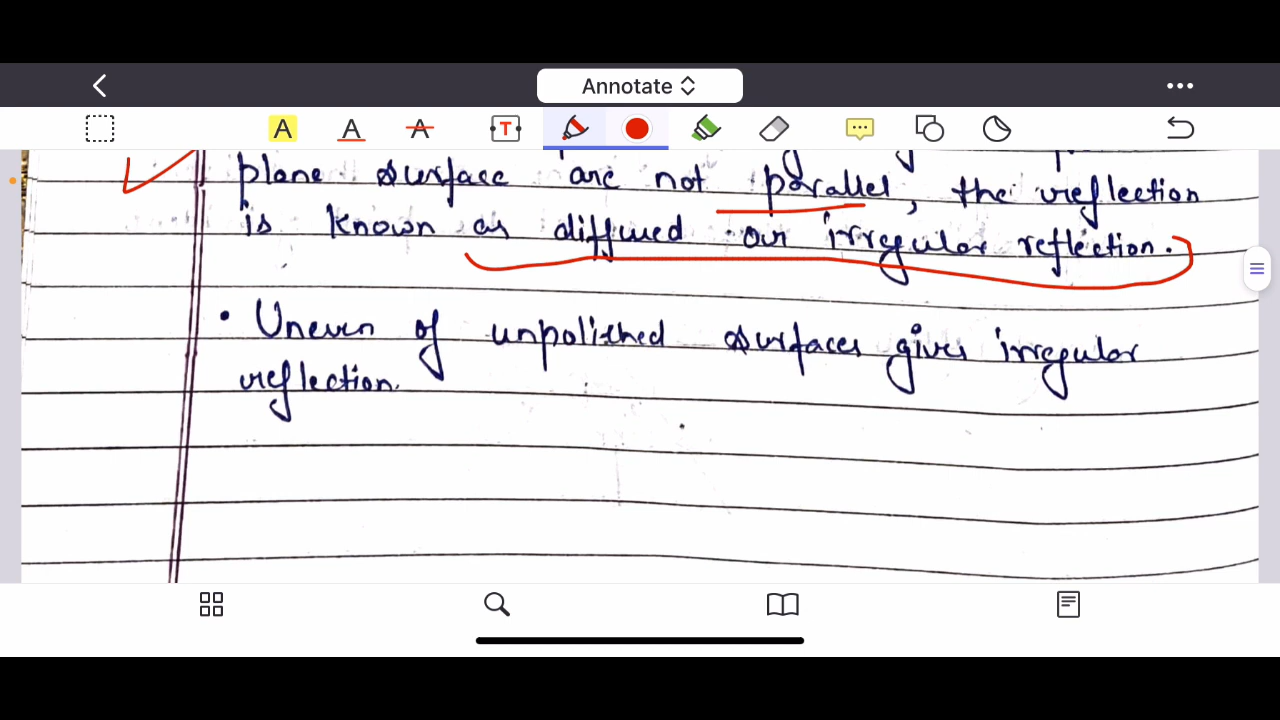 Annotate
A A A T
plane surface are not parallel, the reflection
is known as diffused or irregular reflection.
• Uneven of unpolished surfaces gives irregular
reflection.